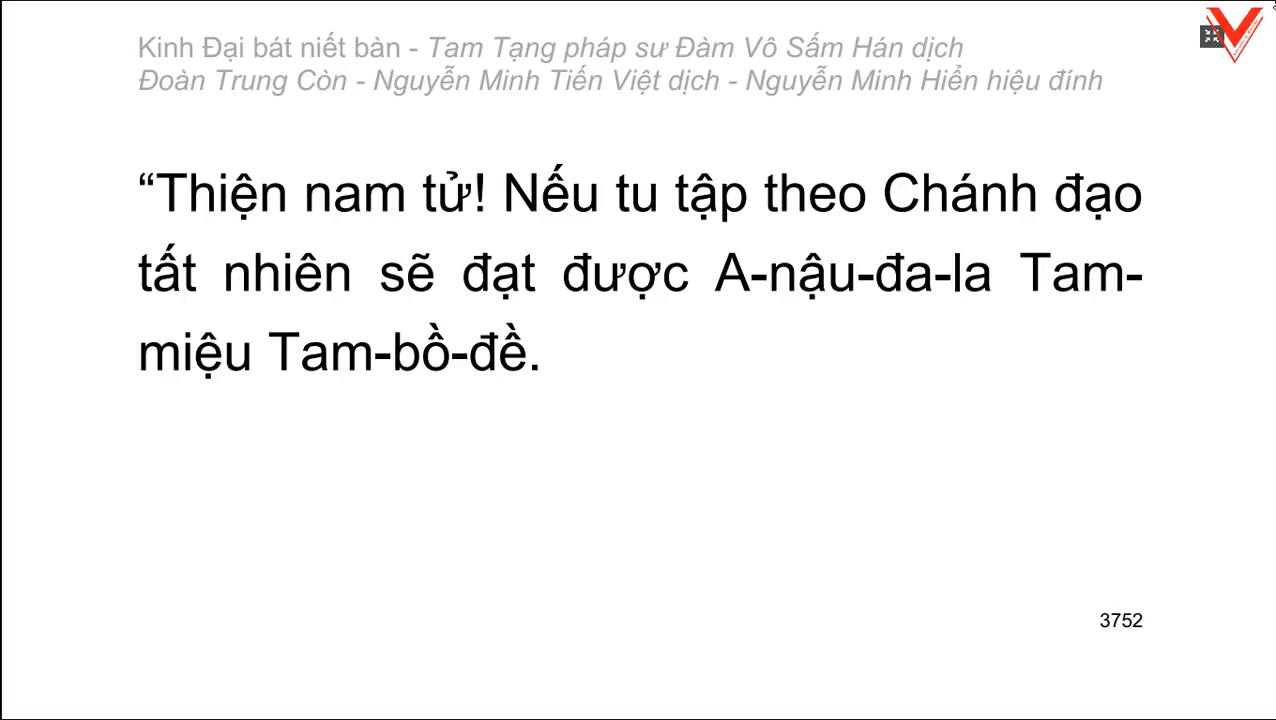 Kinh Đại bát niết bàn - Tam Tạng pháp sư Đàm Vô Sấm Hán dịch
Đoàn Trung Còn - Nguyễn Minh Tiến Việt dịch - Nguyễn Minh Hiển hiệu đính
“Thiện nam tử! Nếu tu tập theo Chánh đạo
tất nhiên sẽ đạt được A-nậu-đa-la Tam-
miệu Tam-bồ-đề.
3752